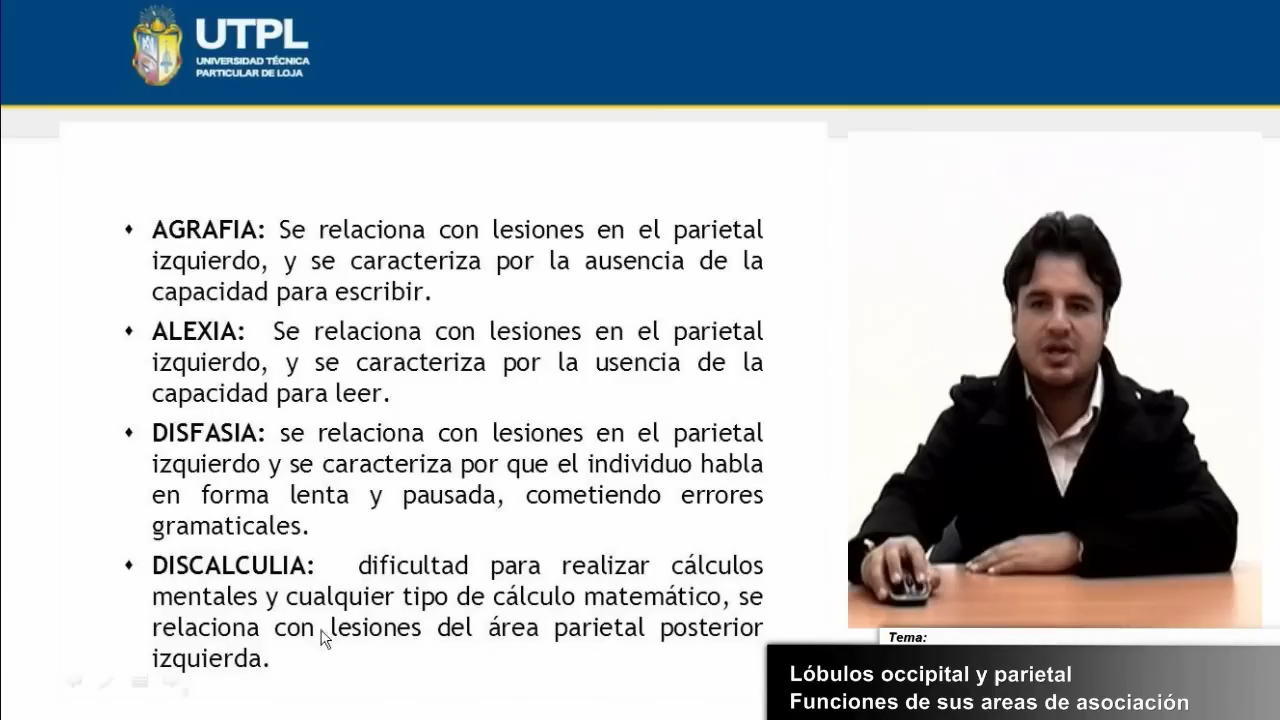 UTPL
UNIVERSIDAD TÉCNICA
PARTICULAR DE LOJA
• AGRAFIA: Se relaciona con lesiones en el parietal
izquierdo, y se caracteriza por la ausencia de la
capacidad para escribir.
• ALEXIA: Se relaciona con lesiones en el parietal
izquierdo, y se caracteriza por la usencia de la
capacidad para leer.
• DISFASIA: se relaciona con lesiones en el parietal
izquierdo y se caracteriza por que el individuo habla
en forma lenta y pausada, cometiendo errores
gramaticales.
• DISCALCULIA: dificultad para realizar cálculos
mentales y cualquier tipo de cálculo matemático, se
relaciona con lesiones del área parietal posterior
izquierda.
Tema:
Lóbulos occipital y parietal
Funciones de sus areas de asociación